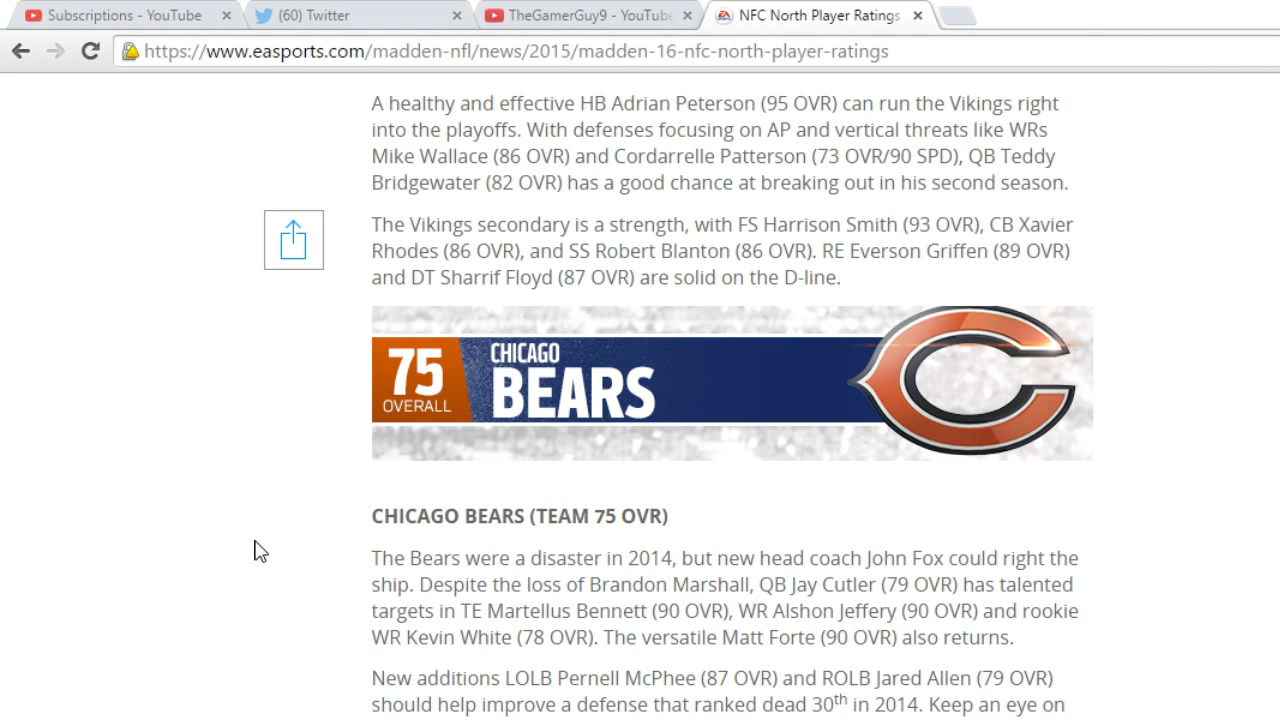 Subscriptions - YouTube
(60) Twitter
TheGamerGuy9 - YouTube
NFC North Player Ratings
https://www.easports.com/madden-nfl/news/2015/madden-16-nfc-north-player-ratings
A healthy and effective HB Adrian Peterson (95 OVR) can run the Vikings right
into the playoffs. With defenses focusing on AP and vertical threats like WRs
Mike Wallace (86 OVR) and Cordarrelle Patterson (73 OVR/90 SPD), QB Teddy
Bridgewater (82 OVR) has a good chance at breaking out in his second season.
The Vikings secondary is a strength, with FS Harrison Smith (93 OVR), CB Xavier
Rhodes (86 OVR), and SS Robert Blanton (86 OVR). RE Everson Griffen (89 OVR)
and DT Sharrif Floyd (87 OVR) are solid on the D-line.
75
OVERALL
CHICAGO
BEARS
CHICAGO BEARS (TEAM 75 OVR)
The Bears were a disaster in 2014, but new head coach John Fox could right the
ship. Despite the loss of Brandon Marshall, QB Jay Cutler (79 OVR) has talented
targets in TE Martellus Bennett (90 OVR), WR Alshon Jeffery (90 OVR) and rookie
WR Kevin White (78 OVR). The versatile Matt Forte (90 OVR) also returns.
New additions LOLB Pernell McPhee (87 OVR) and ROLB Jared Allen (79 OVR)
should help improve a defense that ranked dead 30th in 2014. Keep an eye on